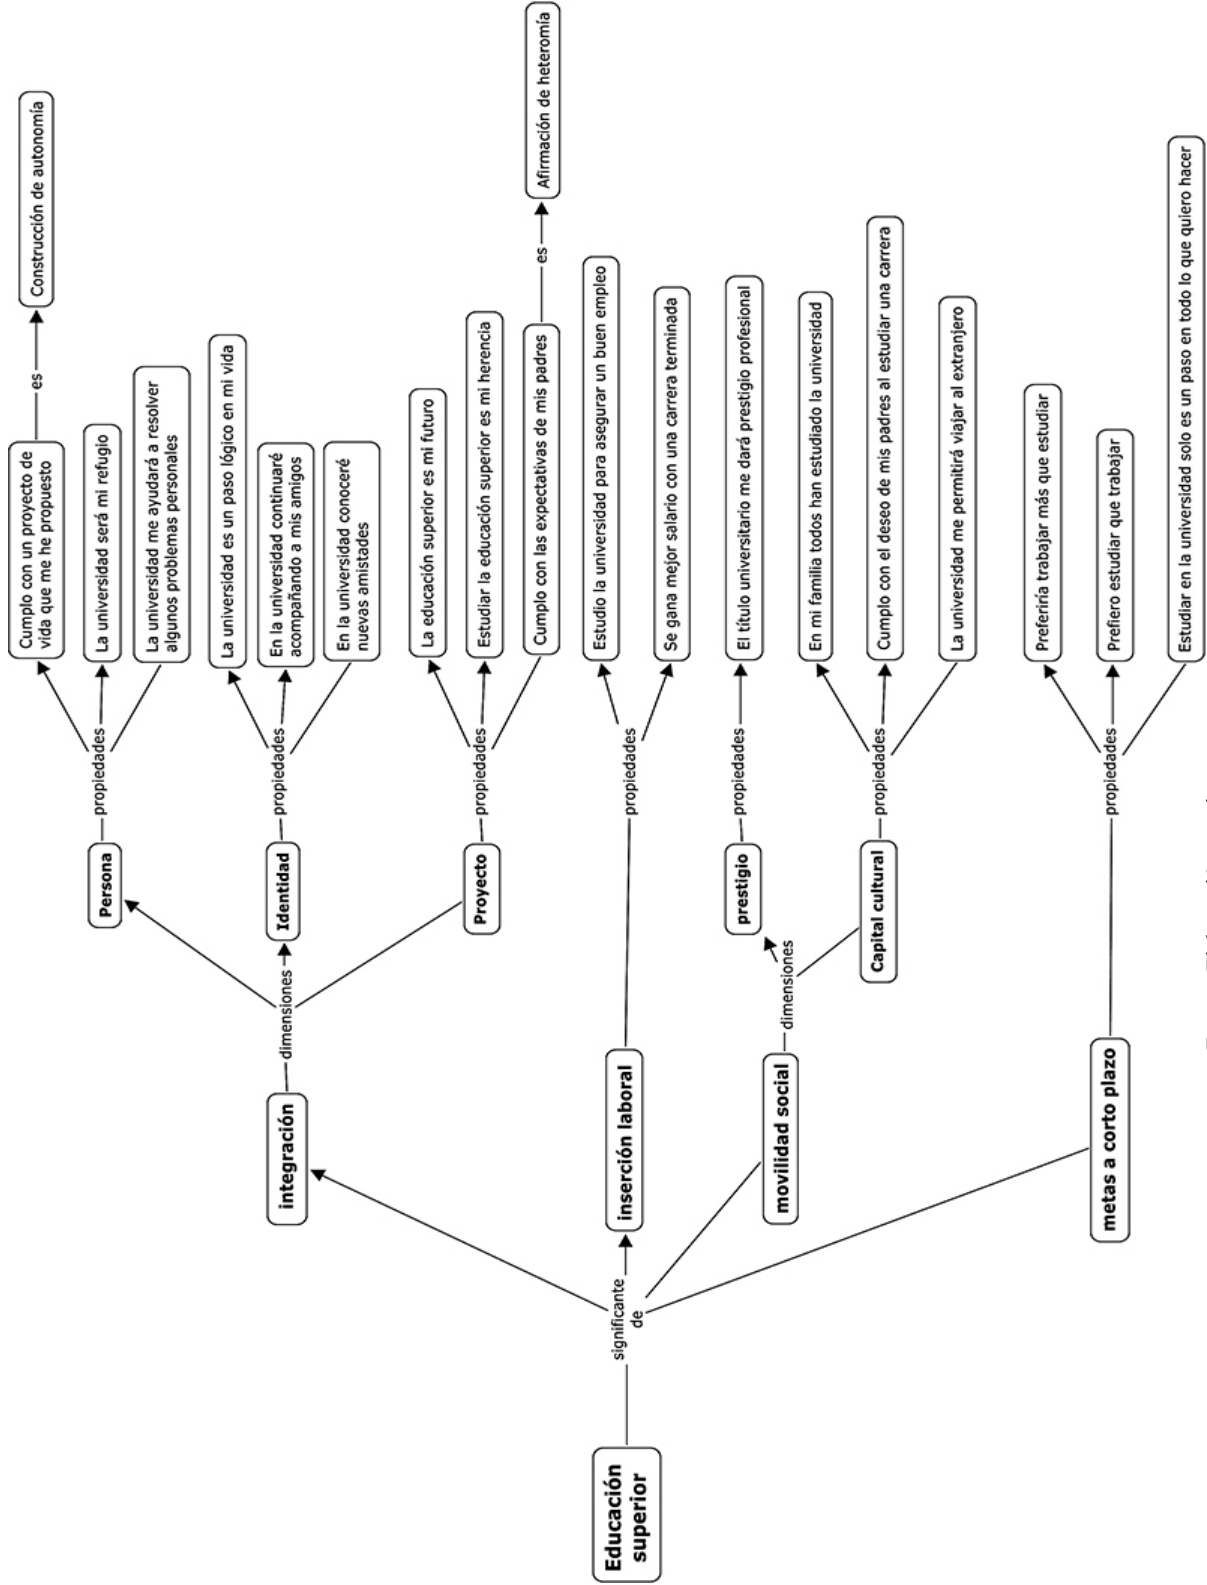 Educación
superior
significante
de
integración
dimensiones
Persona
propiedades
Cumplo con un proyecto de
vida que me he propuesto
es
Construcción de autonomía
La universidad será mi refugio
La universidad me ayudará a resolver
algunos problemas personales
Identidad
propiedades
La universidad es un paso lógico en mi vida
En la universidad continuaré
acompañando a mis amigos
En la universidad conoceré
nuevas amistades
Proyecto
propiedades
La educación superior es mi futuro
Estudiar la educación superior es mi herencia
Cumplo con las expectativas de mis padres
es
Afirmación de heteromía
inserción laboral
propiedades
Estudio la universidad para asegurar un buen empleo
Se gana mejor salario con una carrera terminada
movilidad social
dimensiones
prestigio
propiedades
El título universitario me dará prestigio profesional
Capital cultural
propiedades
En mi familia todos han estudiado la universidad
Cumplo con el deseo de mis padres al estudiar una carrera
La universidad me permitirá viajar al extranjero
metas a corto plazo
propiedades
Preferiría trabajar más que estudiar
Prefiero estudiar que trabajar
Estudiar en la universidad solo es un paso en todo lo que quiero hacer